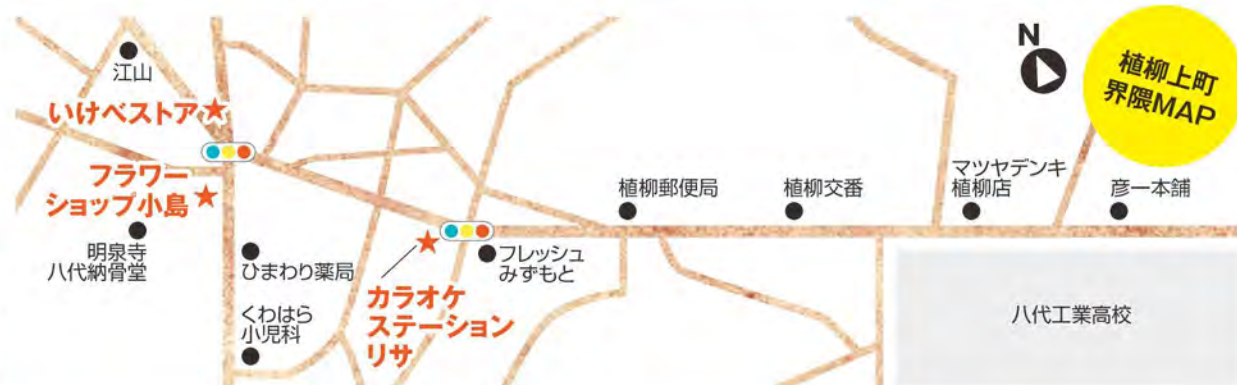 植柳上町
界隈MAP
N
江山
いけべストア
フラワー
ショップ小島
明泉寺
八代納骨堂
ひまわり薬局
くわはら
小児科
カラオケ
ステーション
リサ
フレッシュ
みずもと
植柳郵便局
植柳交番
マツヤデンキ
植柳店
彦一本舗
八代工業高校